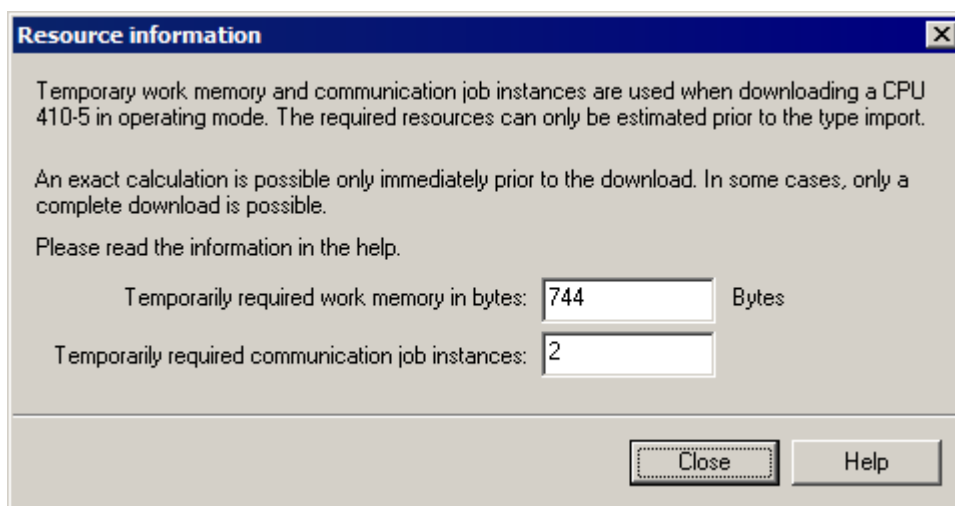 Resource information
Temporary work memory and communication job instances are used when downloading a CPU
410-5 in operating mode. The required resources can only be estimated prior to the type import.
An exact calculation is possible only immediately prior to the download. In some cases, only a
complete download is possible.
Please read the information in the help.
Temporarily required work memory in bytes: 744 Bytes
Temporarily required communication job instances: 2
Close Help